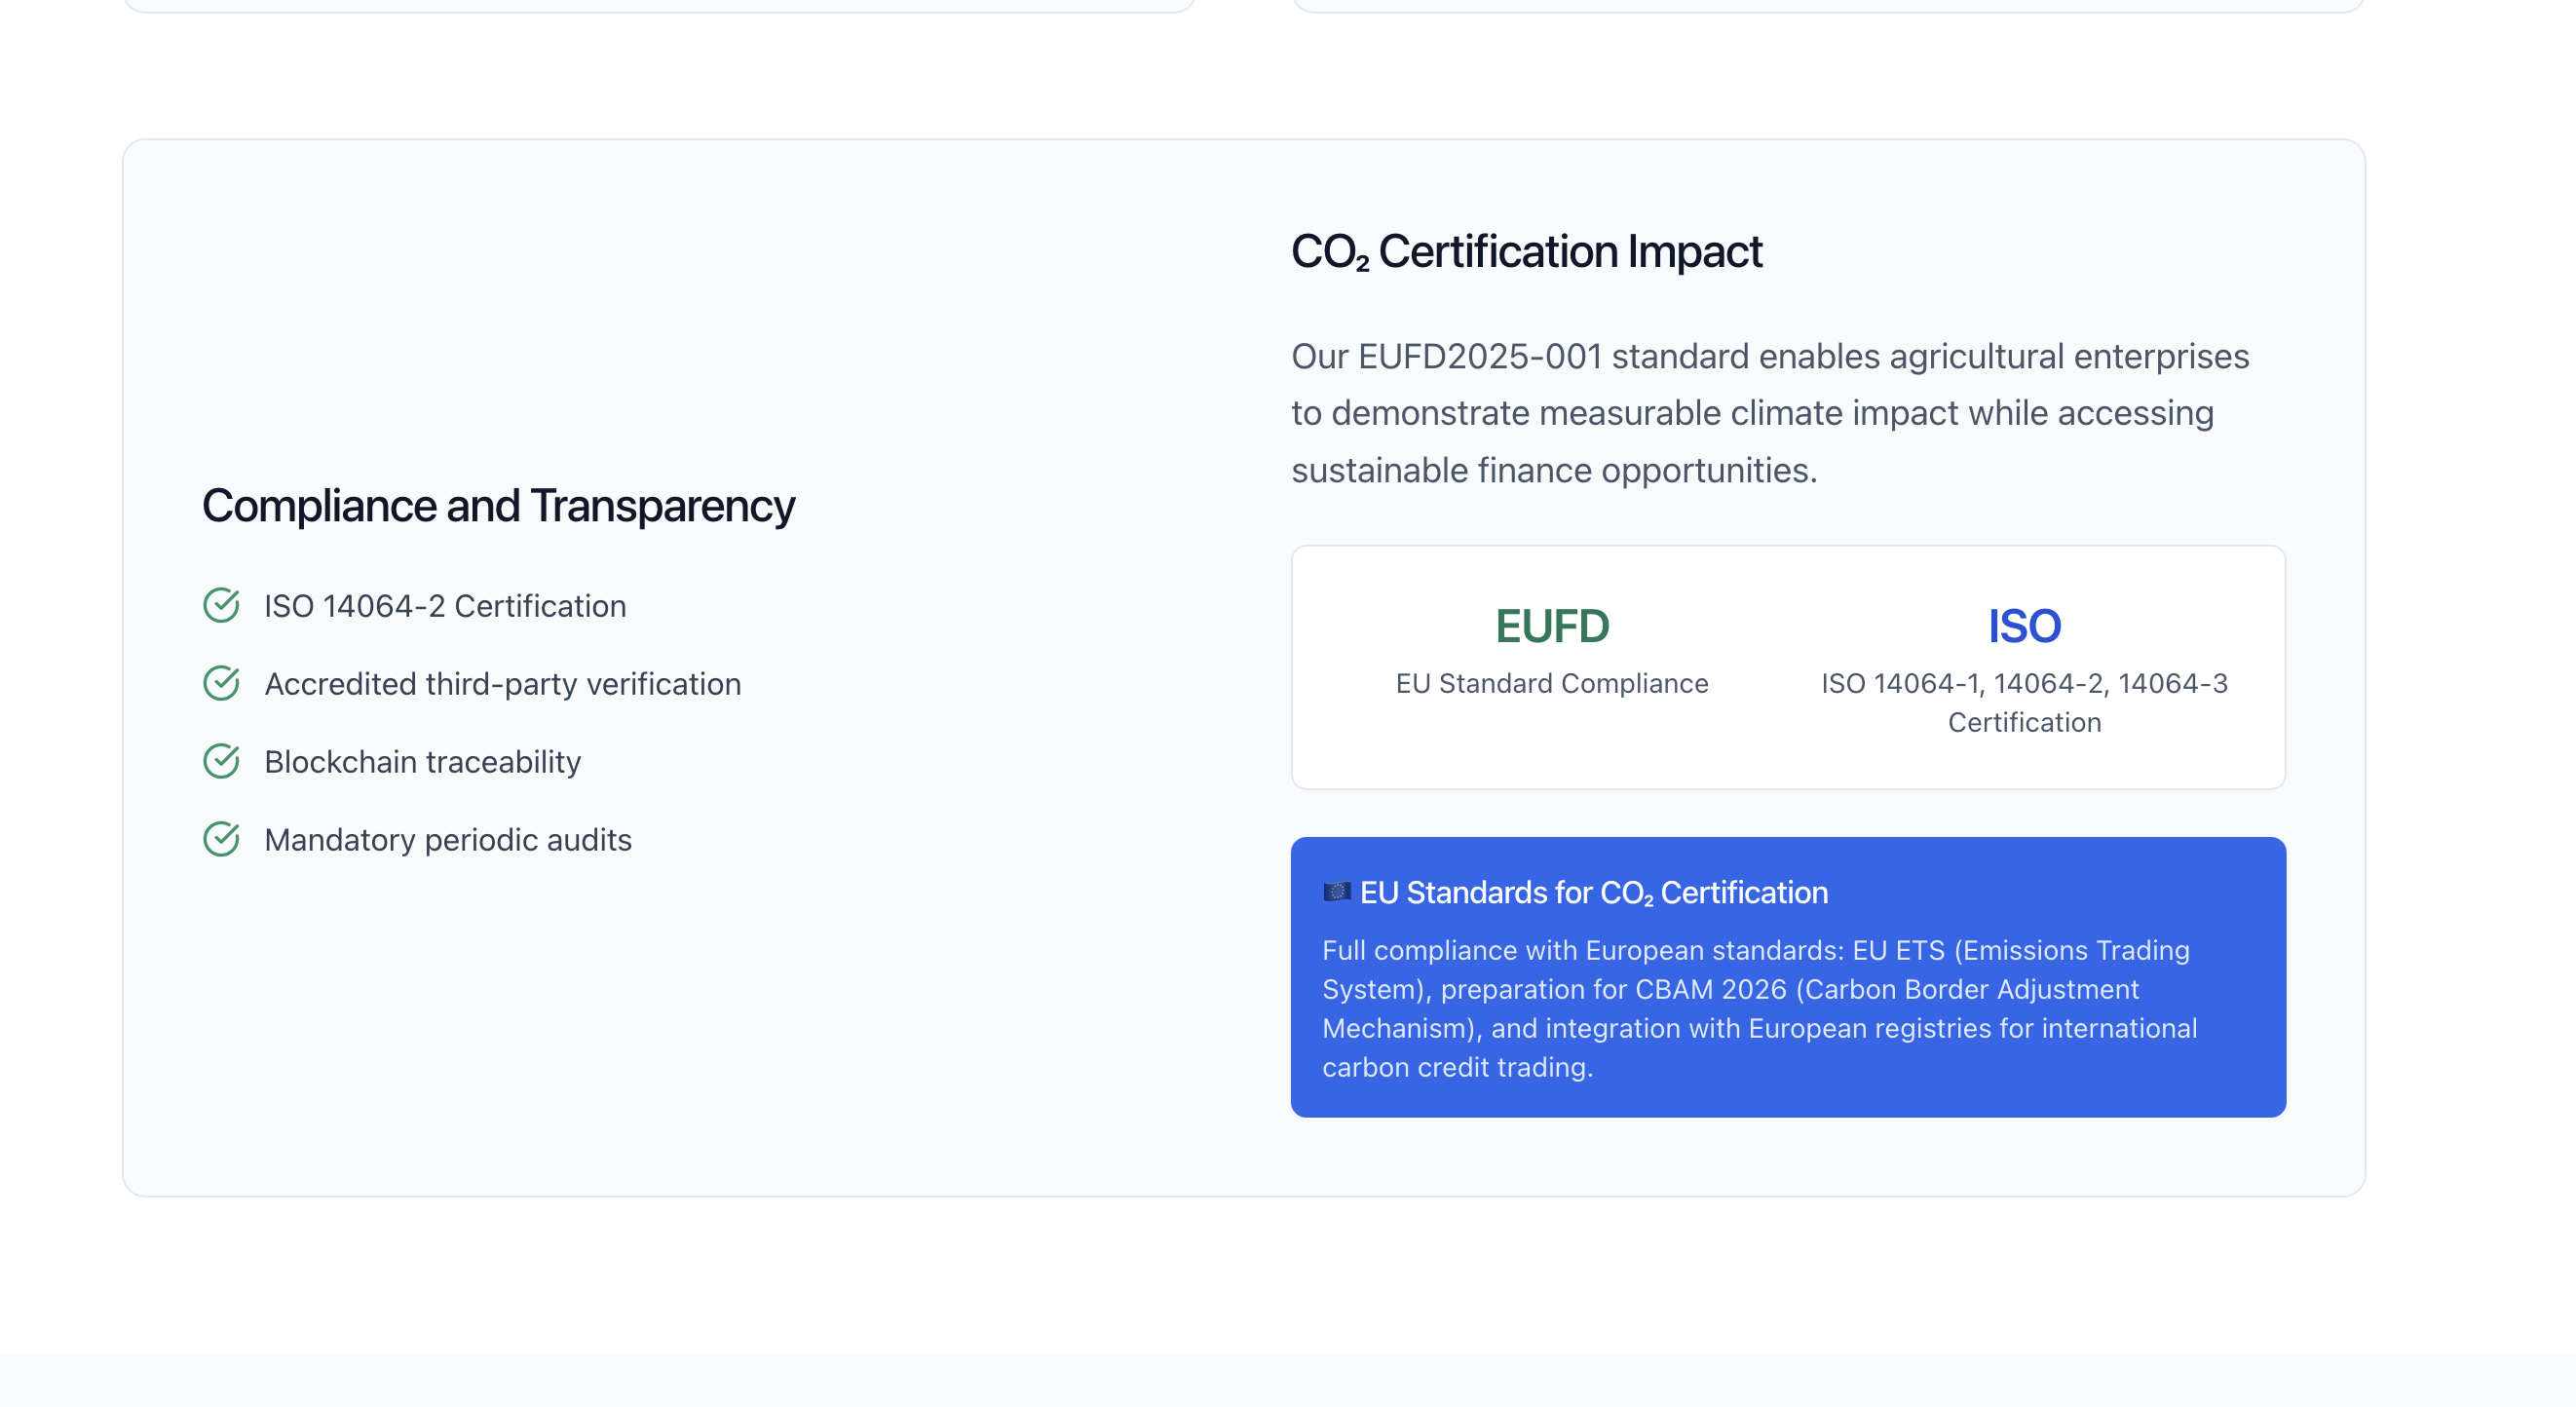 Compliance and Transparency
ISO 14064-2 Certification
Accredited third-party verification
Blockchain traceability
Mandatory periodic audits
CO₂ Certification Impact
Our EUFD2025-001 standard enables agricultural enterprises
to demonstrate measurable climate impact while accessing
sustainable finance opportunities.
EUFD
EU Standard Compliance
ISO
ISO 14064-1, 14064-2, 14064-3
Certification
EU Standards for CO₂ Certification
Full compliance with European standards: EU ETS (Emissions Trading
System), preparation for CBAM 2026 (Carbon Border Adjustment
Mechanism), and integration with European registries for international
carbon credit trading.